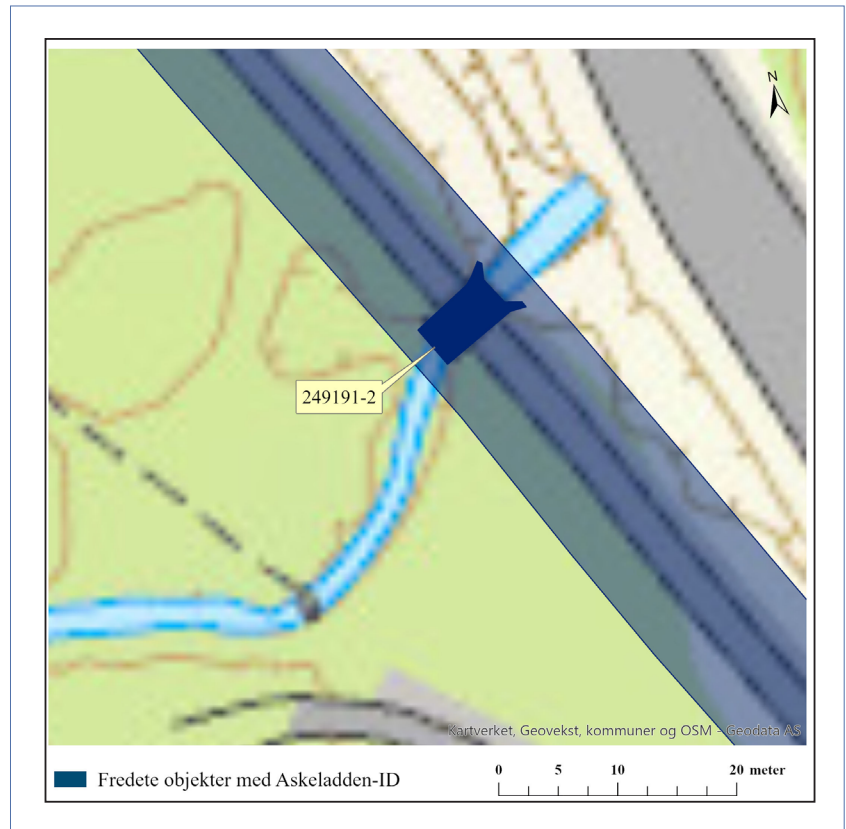 N
249191-2
Kartverket, Geovekst, kommuner og OSM - Geodata AS
Fredete objekter med Askeladden-ID
0 5 10 20 meter